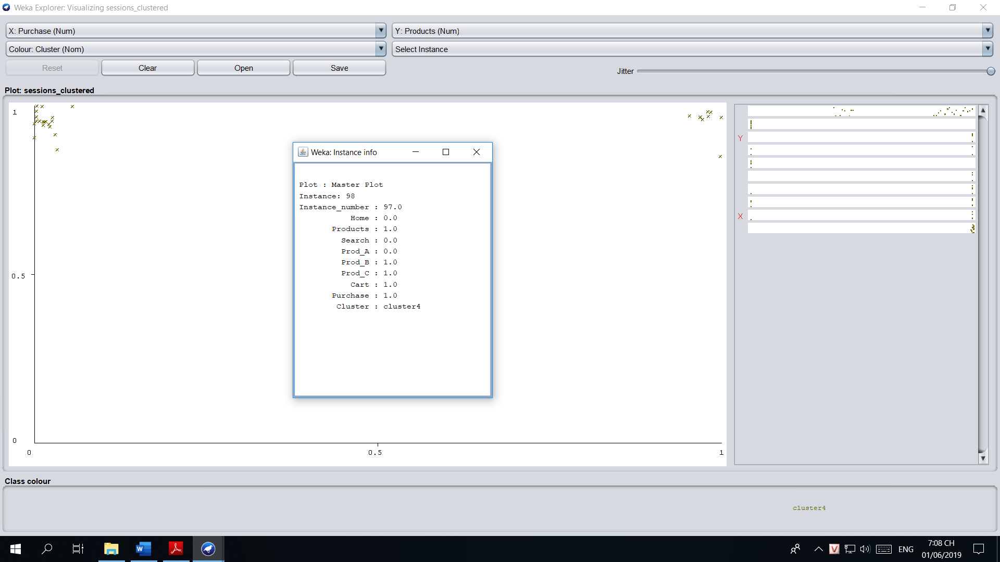 Weka Explorer: Visualizing sessions_clustered
X: Purchase (Num)
Y: Products (Num)
Colour: Cluster (Nom)
Select Instance
Reset
Clear
Open
Save
Jitter
Plot: sessions_clustered
1
0.5
0
0
0.5
1
Y
X
Weka: Instance info
Plot : Master Plot
Instance: 98
Instance_number : 97.0
Home : 0.0
Products : 1.0
Search : 0.0
Prod_A : 0.0
Prod_B : 1.0
Prod_C : 1.0
Cart : 1.0
Purchase : 1.0
Cluster : cluster4
Class colour
cluster4
ENG
7:08 CH
01/06/2019